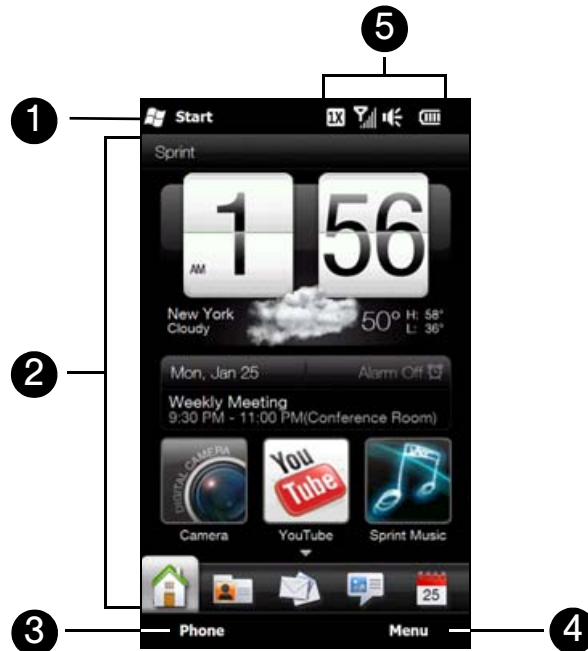 5
1
Start 1X
Sprint
1 56
AM
New York
Cloudy
50° H: 58°
L: 36°
2
Mon, Jan 25 Alarm Off
Weekly Meeting
9:30 PM - 11:00 PM(Conference Room)
DIGITAL CAMERA
You
Tube
Camera YouTube Sprint Music
25
3 Phone Menu 4